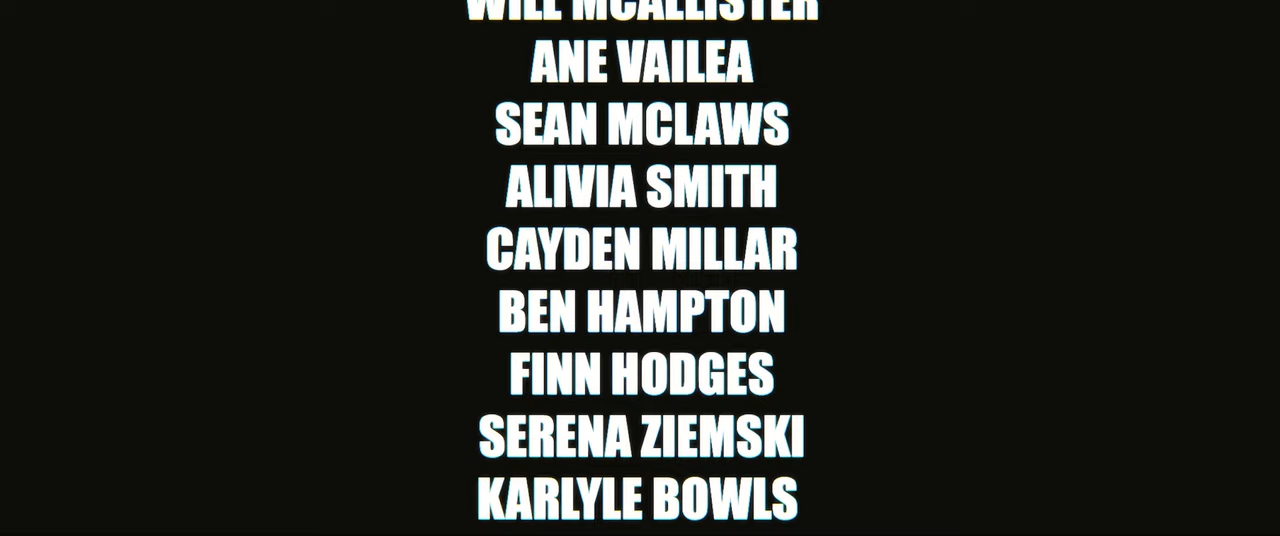 WILL MCALLISTER
ANE VAILEA
SEAN MCLAWS
ALIVIA SMITH
CAYDEN MILLAR
BEN HAMPTON
FINN HODGES
SERENA ZIEMSKI
KARLYLE BOWLS